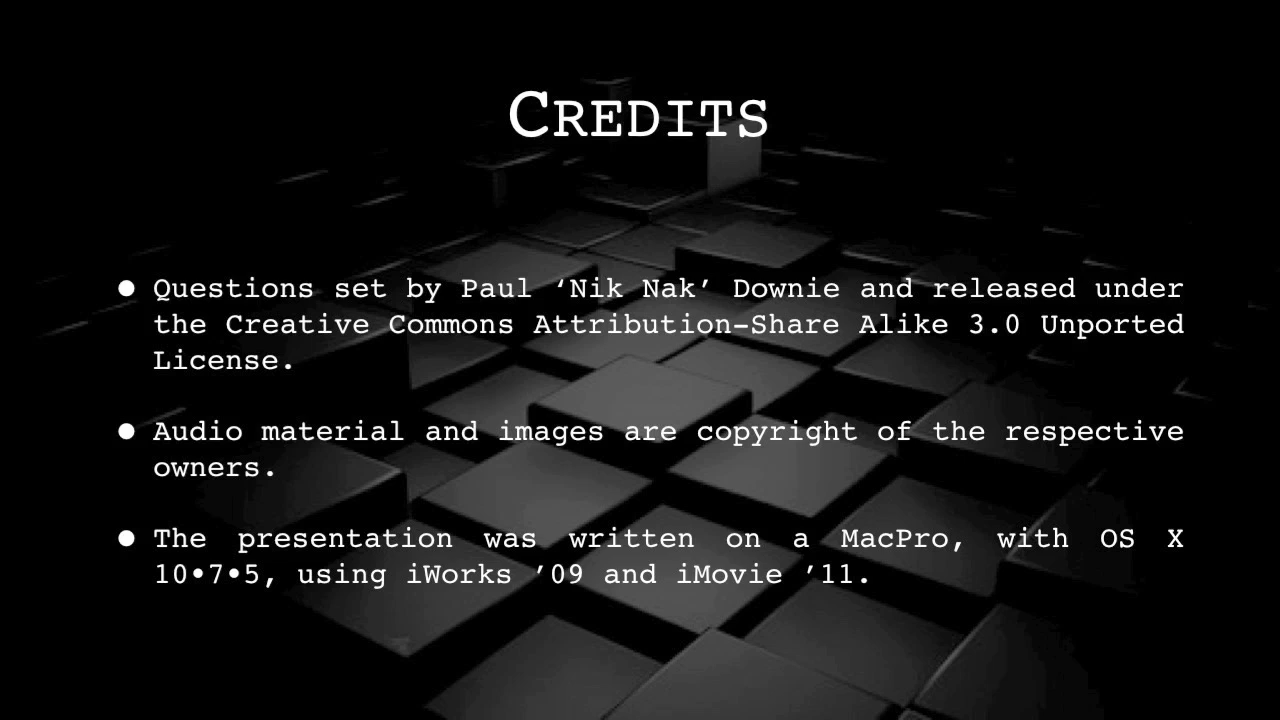 CREDITS
● Questions set by Paul ‘Nik Nak’ Downie and released under
the Creative Commons Attribution-Share Alike 3.0 Unported
License.
● Audio material and images are copyright of the respective
owners.
● The presentation was written on a MacPro, with OS X
10•7•5, using iWorks ’09 and iMovie ’11.